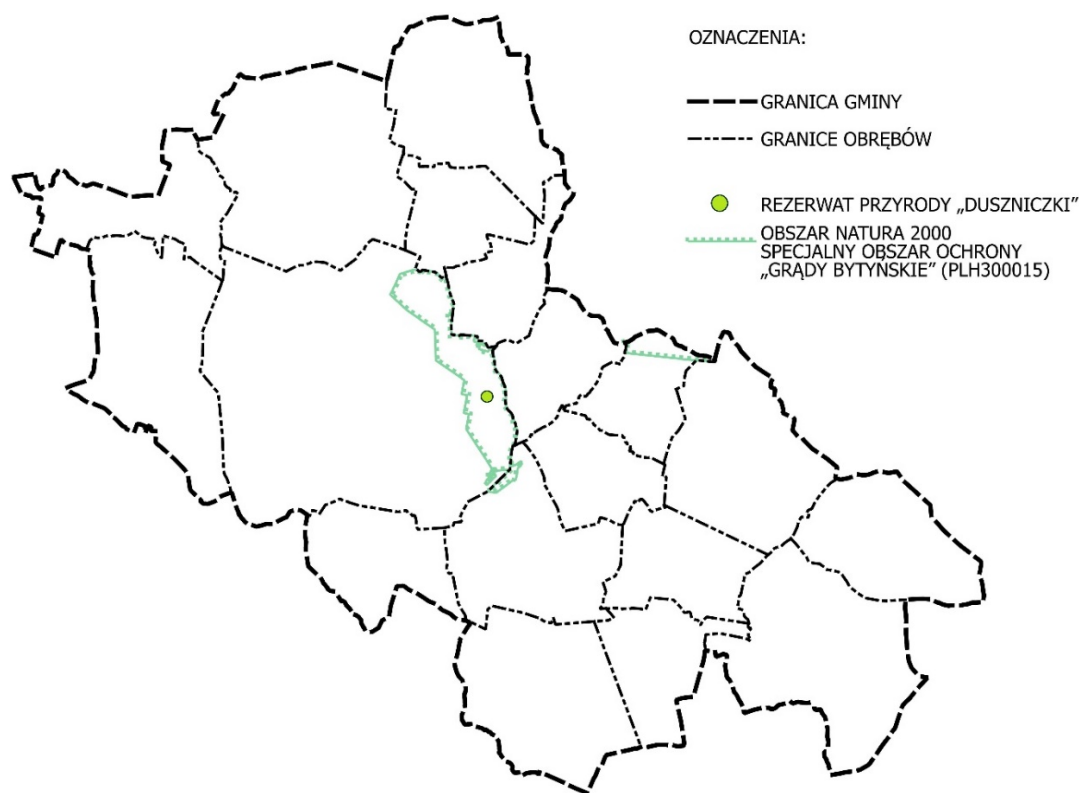 OZNACZENIA:
GRANICA GMINY
GRANICE OBRĘBÓW
REZERWAT PRZYRODY „DUSZNICZKI”
OBSZAR NATURA 2000
SPECJALNY OBSZAR OCHRONY
„GRĄDY BYTYŃSKIE” (PLH300015)